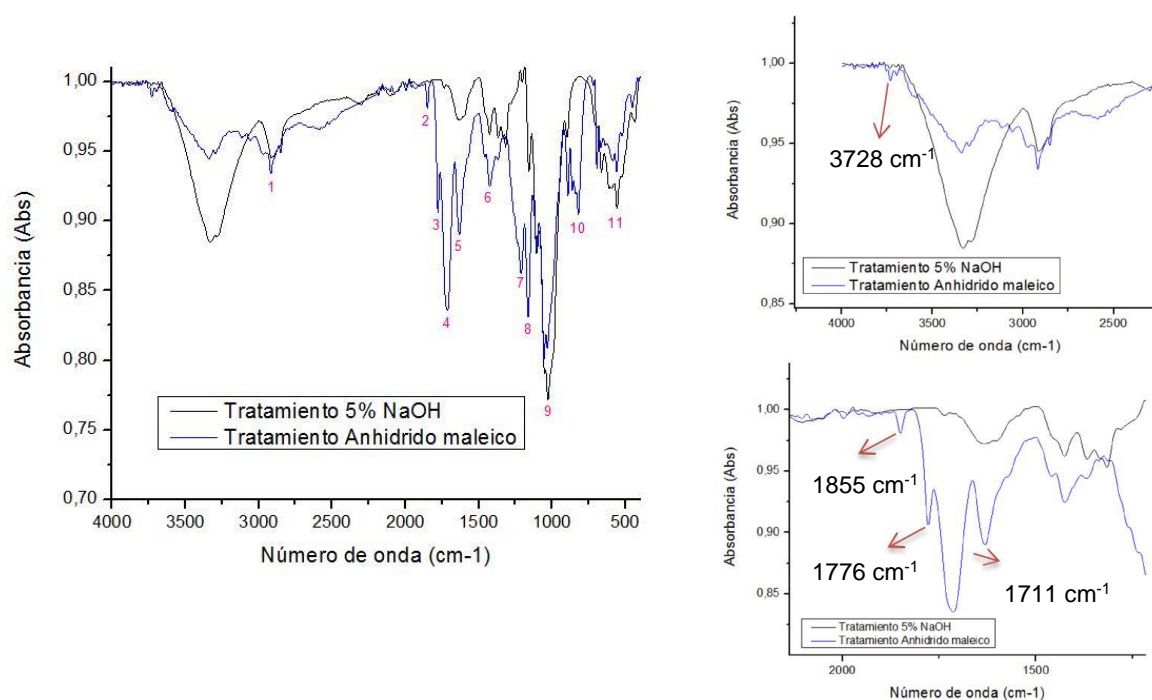 Absorbancia (Abs)
1,00
0,95
0,90
0,85
0,80
0,75
0,70
1
2
3
4
5
6
7
8
9
10
11
Tratamiento 5% NaOH
Tratamiento Anhidrido maleico
4000 3500 3000 2500 2000 1500 1000 500
Número de onda (cm-1)
Absorbancia (Abs)
1,00
0,95
0,90
0,85
3728 cm-1
Tratamiento 5% NaOH
Tratamiento Anhidrido maleico
4000 3500 3000 2500
Número de onda (cm-1)
Absorbancia (Abs)
1,00
0,95
0,90
0,85
1855 cm-1
1776 cm-1
1711 cm-1
Tratamiento 5% NaOH
Tratamiento Anhidrido maleico
2000 1500
Número de onda (cm-1)